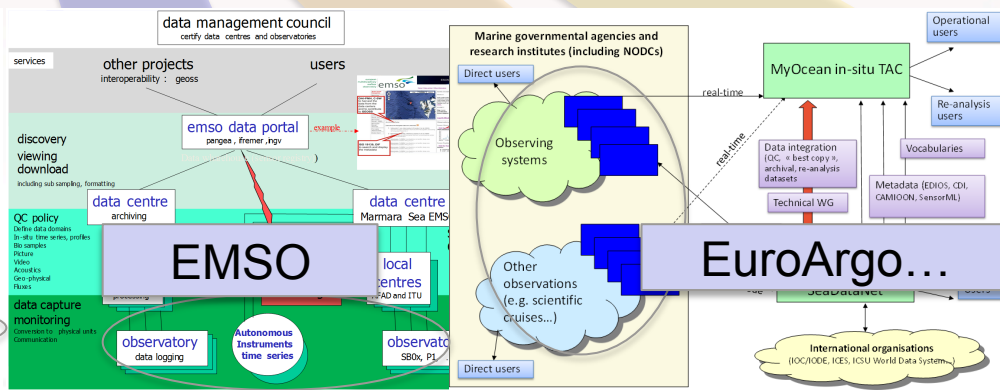 data management council
certify data centres and observatories
services
other projects
interoperability : geoss
users
emso
emso data portal
pangea , ifremer ,ingv
example
)
discovery
viewing
download
including sub sampling, formatting
data centre
archiving
data centre
Marmara Sea EMS
QC policy
Define data domains
In-situ time series, profiles
Bio samples
Picture
Video
Acoustics
Geo-physical
Fluxes
EMSO
local
centres
AFAD and ITU
processing
data capture
monitoring
Conversion to physical units
Communication
observatory
data logging
Autonomous
Instruments
time series
observato
SB0x, P1
Marine governmental agencies and
research institutes (including NODCs)
Direct users
Observing
systems
Other
observations
(e.g. scientific
cruises...)
Direct users
real-time
real-time
MyOcean in-situ TAC
Operational
users
Re-analysis
users
Data integration
(QC, « best copy »,
archival, re-analysis
datasets
Technical WG
Vocabularies
Metadata (EDIOS, CDI,
CAMIOON, SensorML)
EuroArgo...
SeaDataNet
users
International organisations
(IOC/IODE, ICES, ICSU World Data System...)